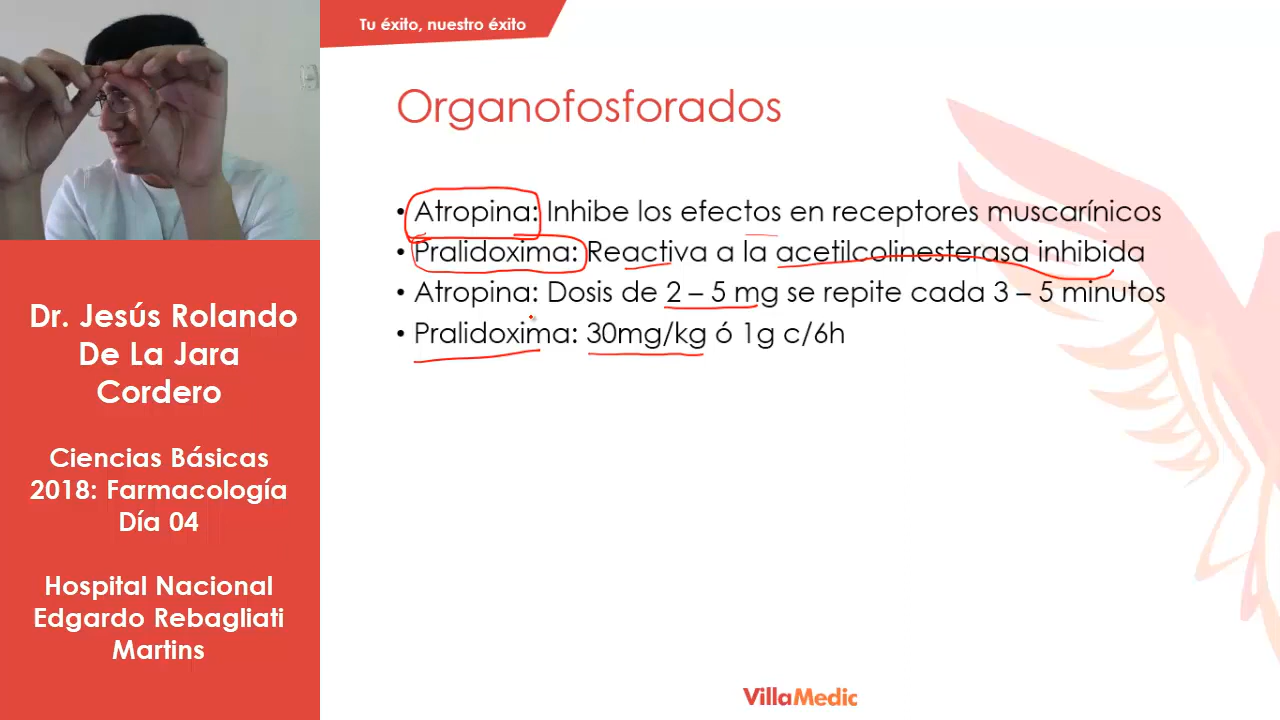 Tu éxito, nuestro éxito
Organofosforados
• Atropina: Inhibe los efectos en receptores muscarínicos
• Pralidoxima: Reactiva a la acetilcolinesterasa inhibida
• Atropina: Dosis de 2 – 5 mg se repite cada 3 – 5 minutos
• Pralidoxima: 30mg/kg ó 1g c/6h
Dr. Jesús Rolando
De La Jara
Cordero
Ciencias Básicas
2018: Farmacología
Día 04
Hospital Nacional
Edgardo Rebagliati
Martins
VillaMedic